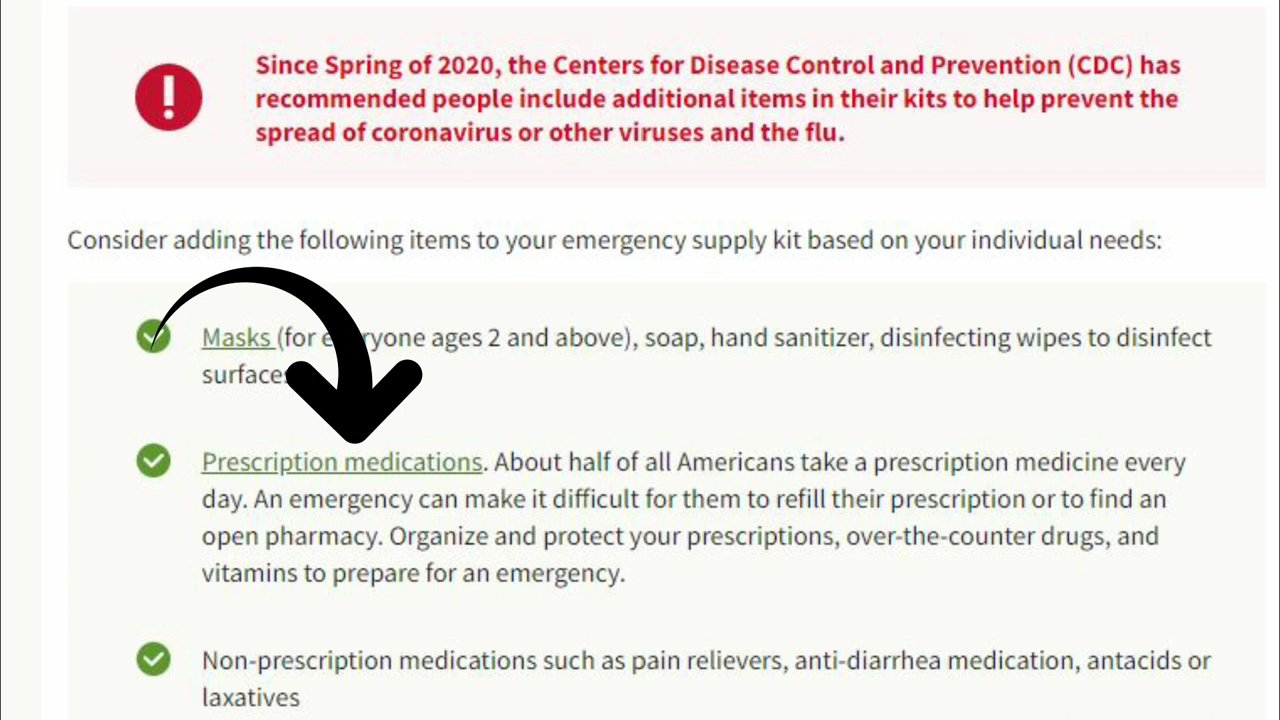 Since Spring of 2020, the Centers for Disease Control and Prevention (CDC) has
recommended people include additional items in their kits to help prevent the
spread of coronavirus or other viruses and the flu.
Consider adding the following items to your emergency supply kit based on your individual needs:
Masks (for everyone ages 2 and above), soap, hand sanitizer, disinfecting wipes to disinfect
surfaces
Prescription medications. About half of all Americans take a prescription medicine every
day. An emergency can make it difficult for them to refill their prescription or to find an
open pharmacy. Organize and protect your prescriptions, over-the-counter drugs, and
vitamins to prepare for an emergency.
Non-prescription medications such as pain relievers, anti-diarrhea medication, antacids or
laxatives